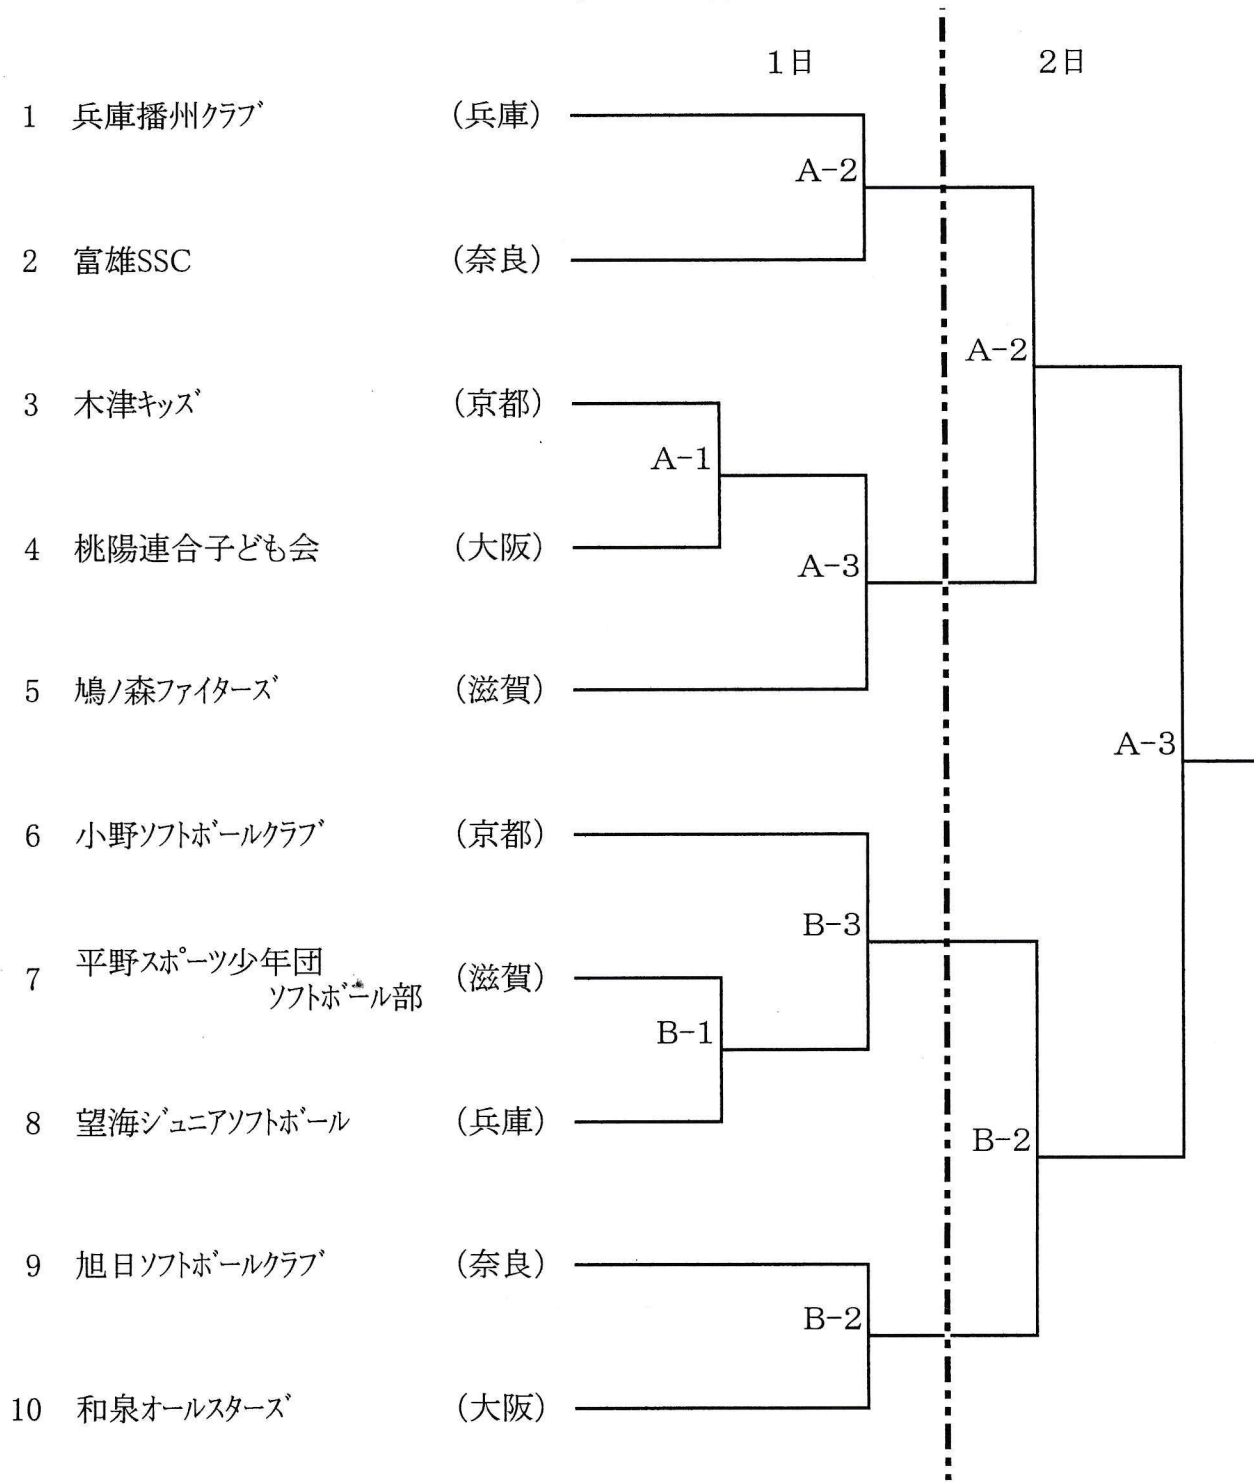 1日 2日
1 兵庫播州クラブ (兵庫)
A-2
2 富雄SSC (奈良)
A-2
3 木津キッズ (京都)
A-1
4 桃陽連合子ども会 (大阪)
A-3
5 鳩ノ森ファイターズ (滋賀)
A-3
6 小野ソフトボールクラブ (京都)
B-3
7 平野スポーツ少年団 (滋賀)
ソフトボール部
B-1
8 望海ジュニアソフトボール (兵庫)
B-2
9 旭日ソフトボールクラブ (奈良)
B-2
10 和泉オールスターズ (大阪)